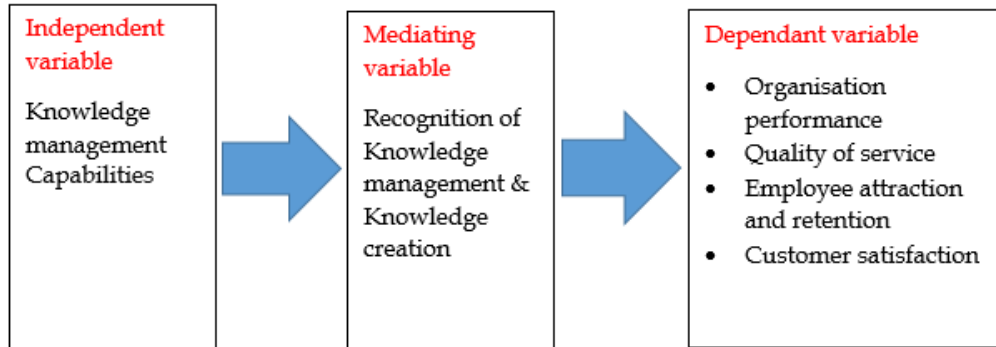 Independent
variable
Knowledge
management
Capabilities
Mediating
variable
Recognition of
Knowledge
management &
Knowledge
creation
Dependant variable
• Organisation
performance
• Quality of service
• Employee attraction
and retention
• Customer satisfaction